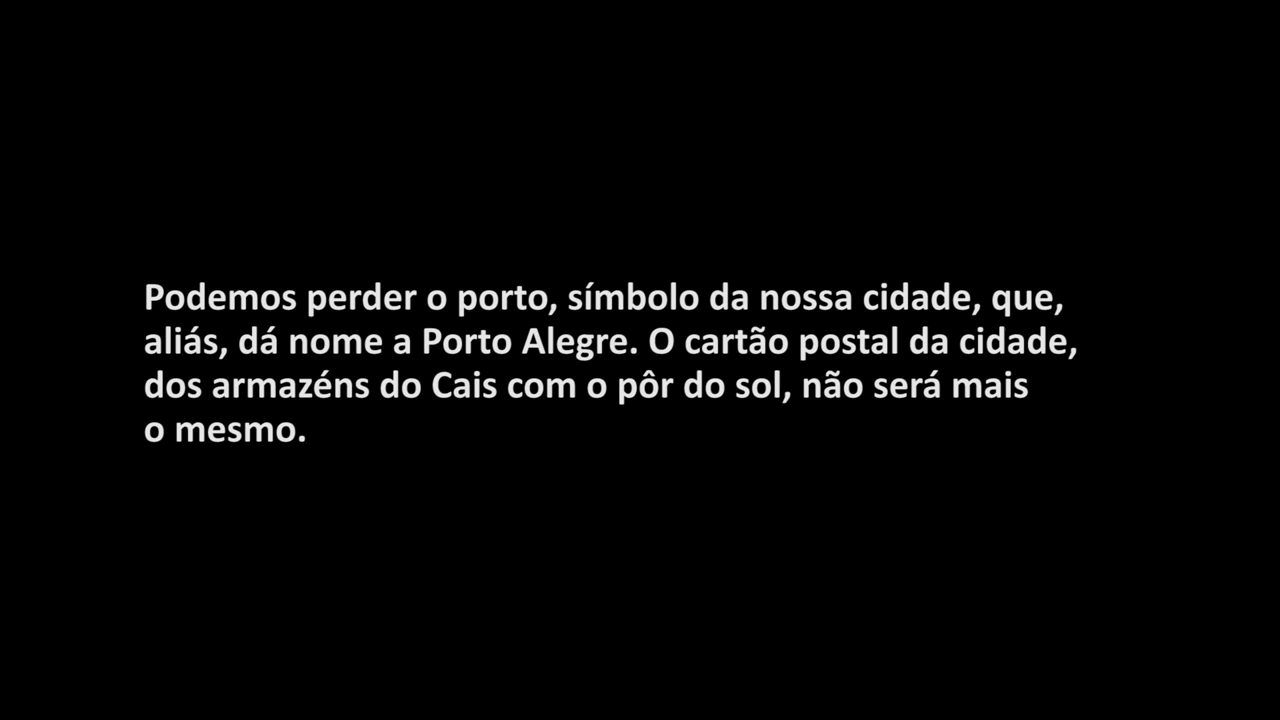 Podemos perder o porto, símbolo da nossa cidade, que,
aliás, dá nome a Porto Alegre. O cartão postal da cidade,
dos armazéns do Cais com o pôr do sol, não será mais
o mesmo.